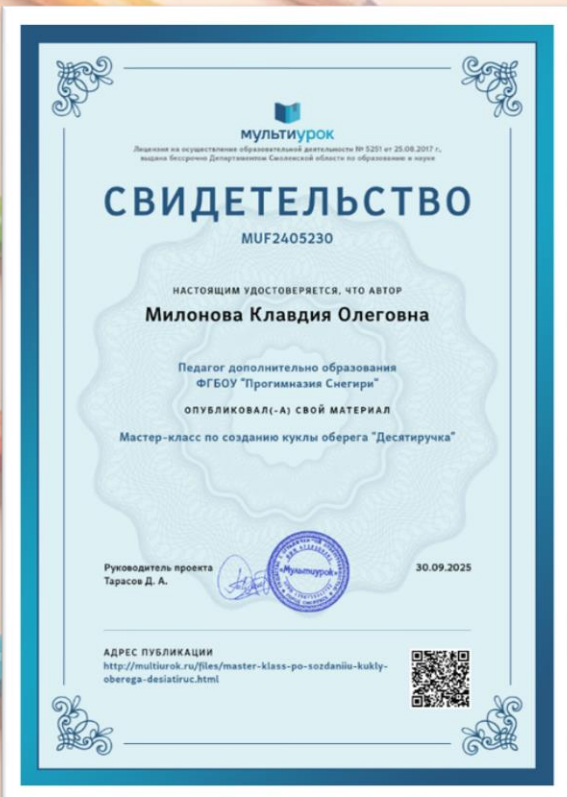 мультиурок
Лицензия на осуществление образовательной деятельности № 5251 от 25.08.2017 г.,
выдана бессрочно Департаментом Смоленской области по образованию и науке
СВИДЕТЕЛЬСТВО
MUF2405230
НАСТОЯЩИМ УДОСТОВЕРЯЕТСЯ, ЧТО АВТОР
Милонова Клавдия Олеговна
Педагог дополнительно образования
ФГБОУ "Прогимназия Снегири"
ОПУБЛИКОВАЛ(-А) СВОЙ МАТЕРИАЛ
Мастер-класс по созданию куклы оберега "Десятиручка"
Руководитель проекта
Тарасов Д. А.
«Мультиурок»
30.09.2025
АДРЕС ПУБЛИКАЦИИ
http://multiurok.ru/files/master-klass-po-sozdaniiu-kukly-
oberega-desiatiruc.html